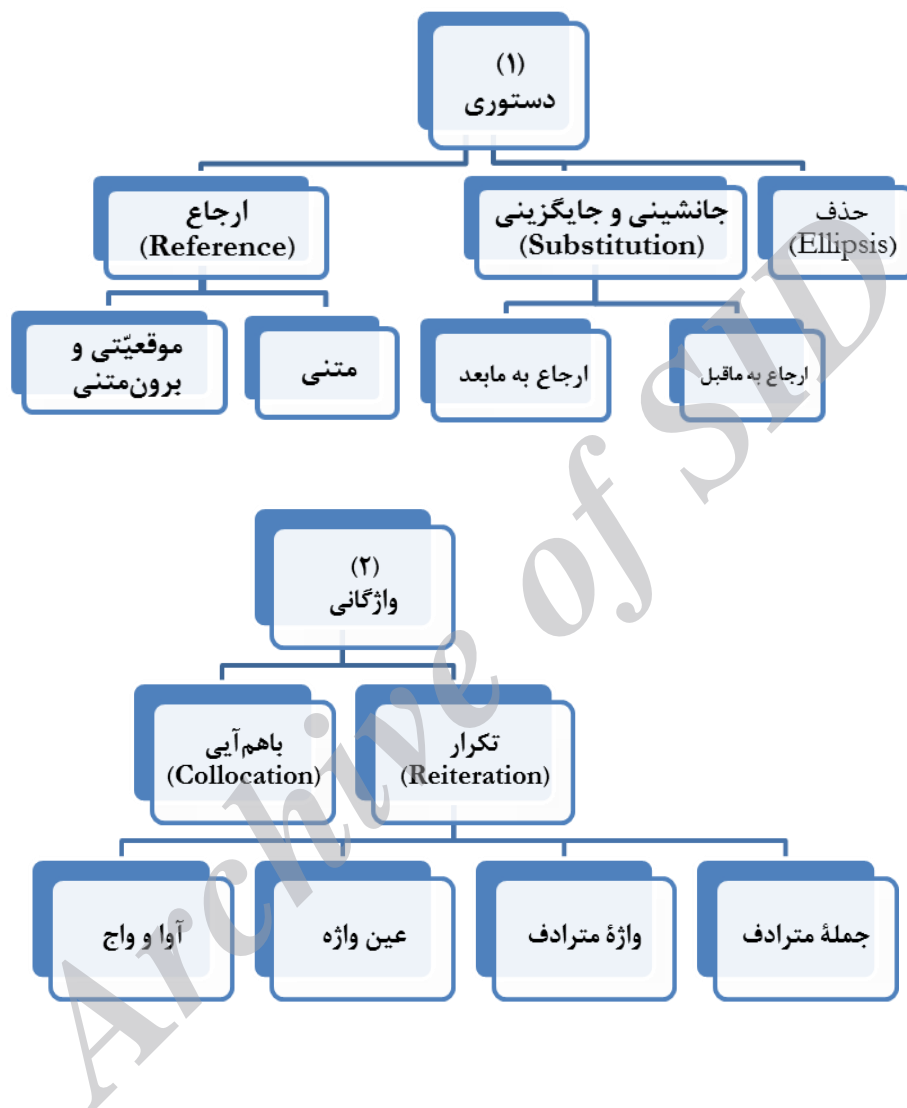 (۱)
دستوری
حذف
(Ellipsis)
جانشینی و جایگزینی
(Substitution)
ارجاع
(Reference)
ارجاع به ماقبل
ارجاع به مابعد
متنی
موقعیّتی و
برون‌متنی
(۲)
واژگانی
تکرار
(Reiteration)
باهم‌آیی
(Collocation)
جملهٔ مترادف
واژهٔ مترادف
عین واژه
آوا و واج
Archive of SID